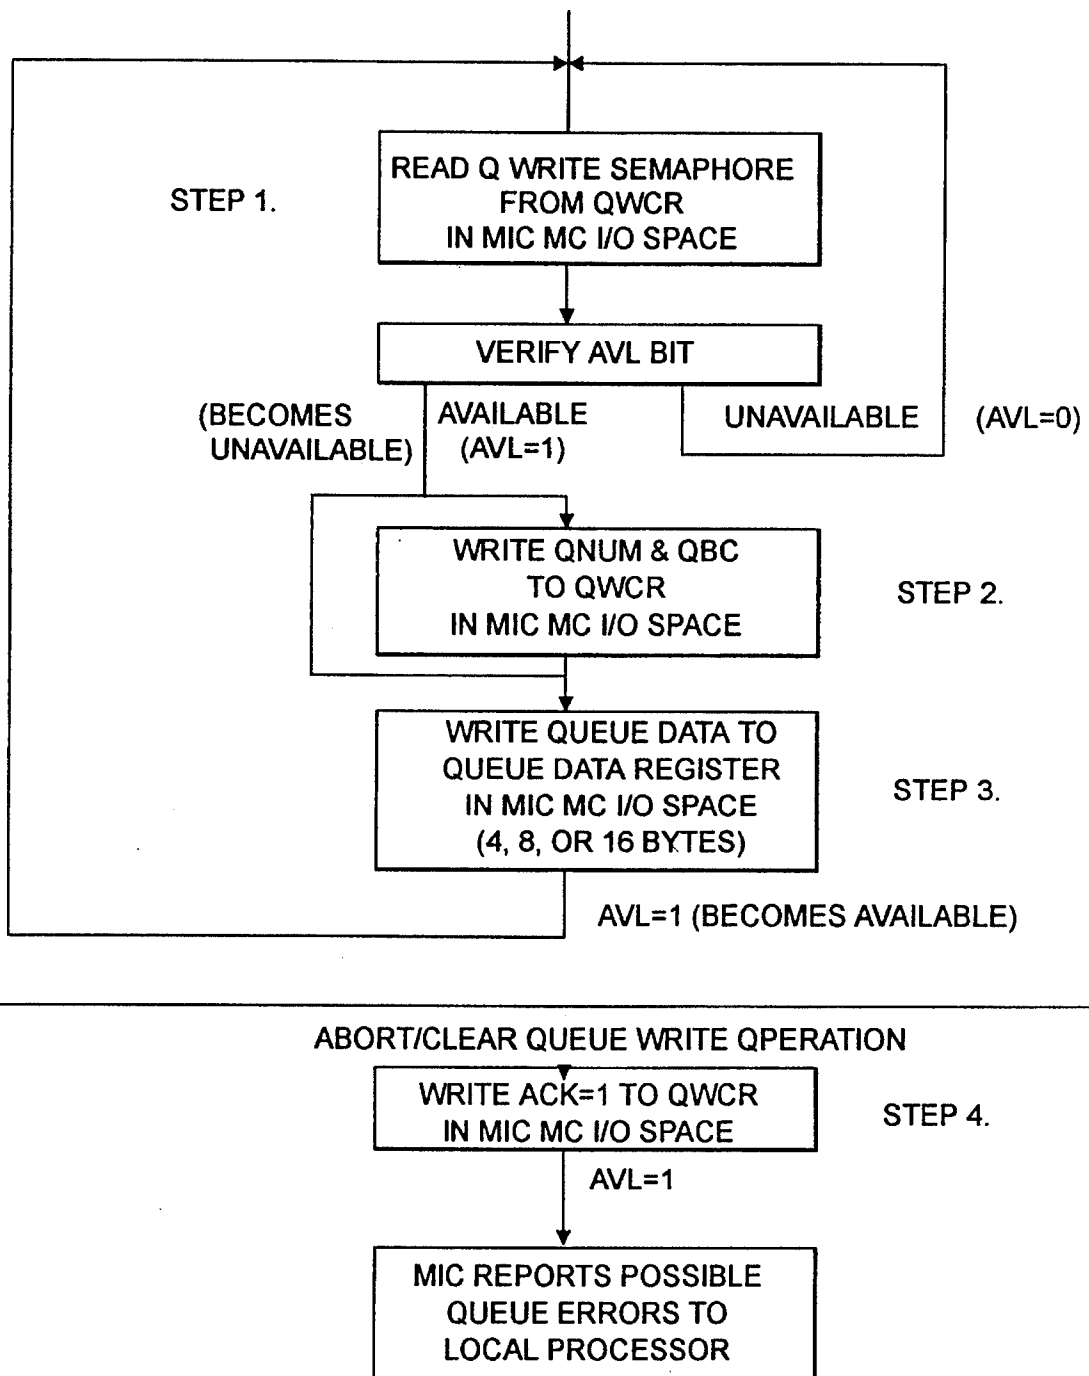 READ Q WRITE SEMAPHORE
FROM QWCR
IN MIC MC I/O SPACE
STEP 1.
VERIFY AVL BIT
(BECOMES
UNAVAILABLE)
AVAILABLE
(AVL=1)
UNAVAILABLE
(AVL=0)
WRITE QNUM & QBC
TO QWCR
IN MIC MC I/O SPACE
STEP 2.
WRITE QUEUE DATA TO
QUEUE DATA REGISTER
IN MIC MC I/O SPACE
(4, 8, OR 16 BYTES)
STEP 3.
AVL=1 (BECOMES AVAILABLE)
ABORT/CLEAR QUEUE WRITE QPERATION
WRITE ACK=1 TO QWCR
IN MIC MC I/O SPACE
STEP 4.
AVL=1
MIC REPORTS POSSIBLE
QUEUE ERRORS TO
LOCAL PROCESSOR